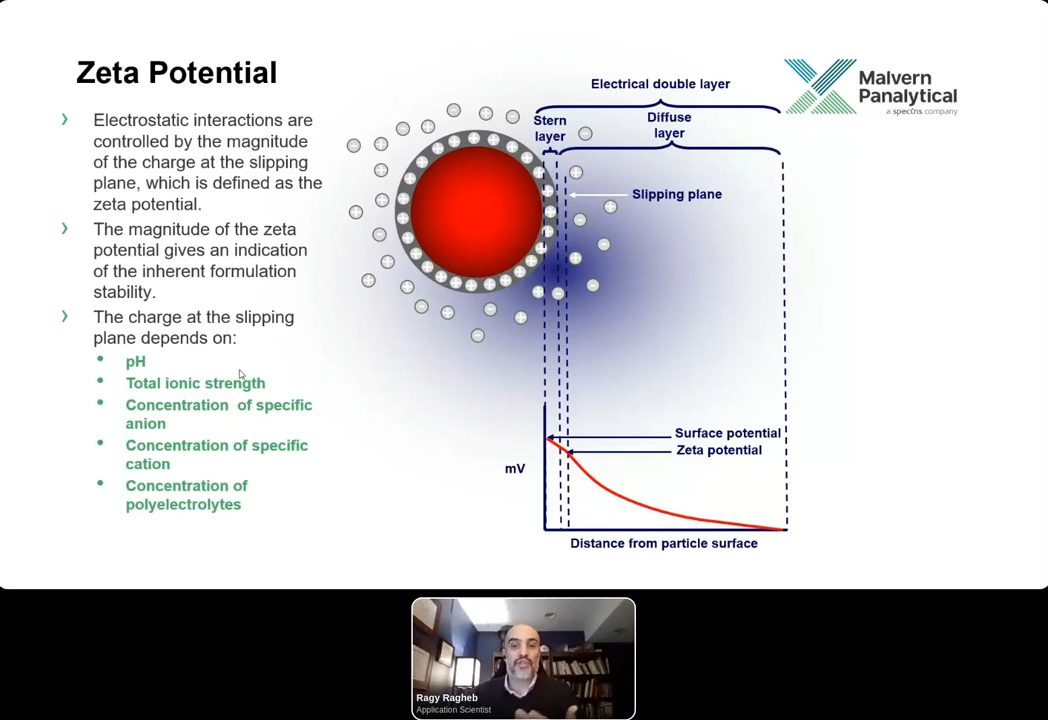 Zeta Potential
Electrostatic interactions are
controlled by the magnitude
of the charge at the slipping
plane, which is defined as the
zeta potential.
The magnitude of the zeta
potential gives an indication
of the inherent formulation
stability.
The charge at the slipping
plane depends on:
pH
Total ionic strength
Concentration of specific
anion
Concentration of specific
cation
Concentration of
polyelectrolytes
Electrical double layer
Stern
layer
Diffuse
layer
Slipping plane
Surface potential
Zeta potential
mV
Distance from particle surface
Malvern
Panalytical
a spectris company
Ragy Ragheb
Application Scientist